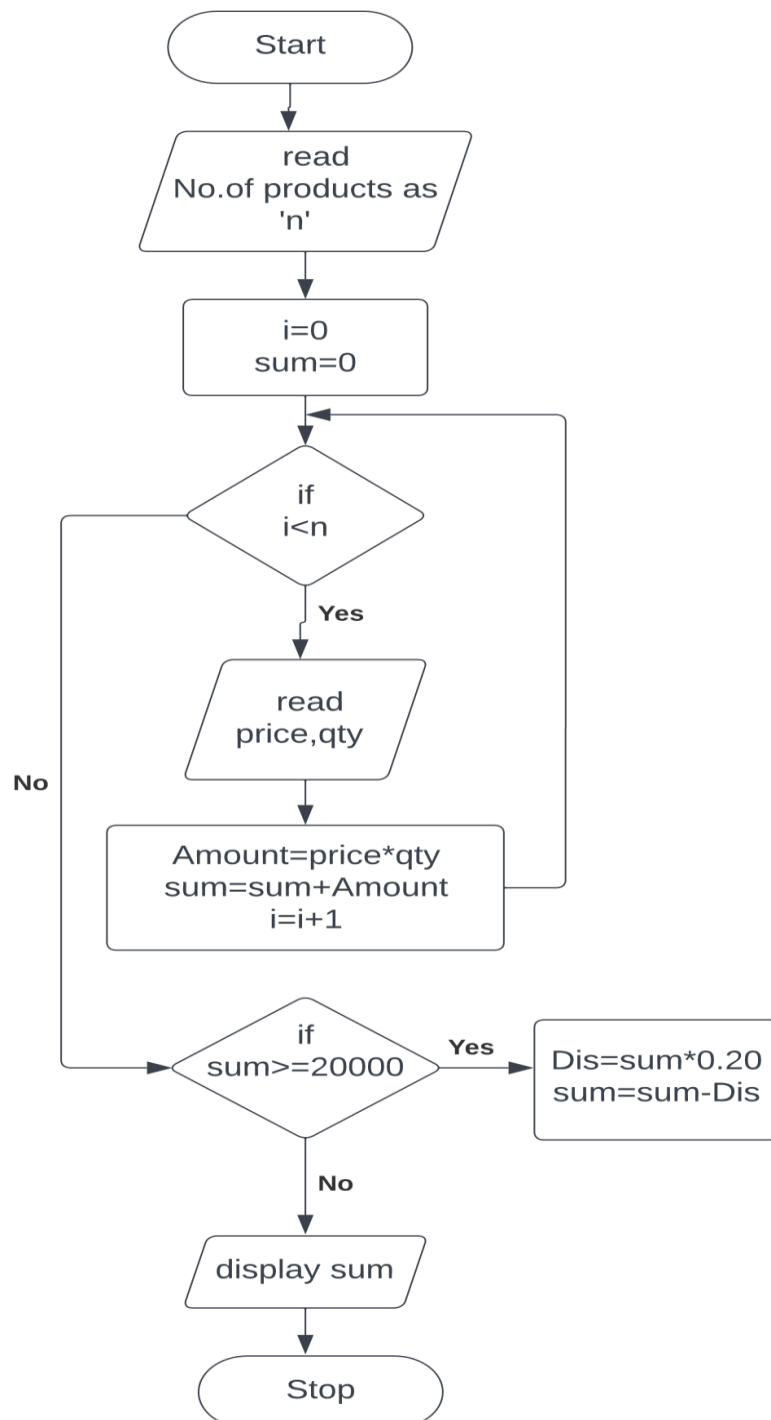 Start
read
No.of products as
'n'
i=0
sum=0
if
i<n
Yes
read
price,qty
No
Amount=price*qty
sum=sum+Amount
i=i+1
if
sum>=20000
Yes
Dis=sum*0.20
sum=sum-Dis
No
display sum
Stop